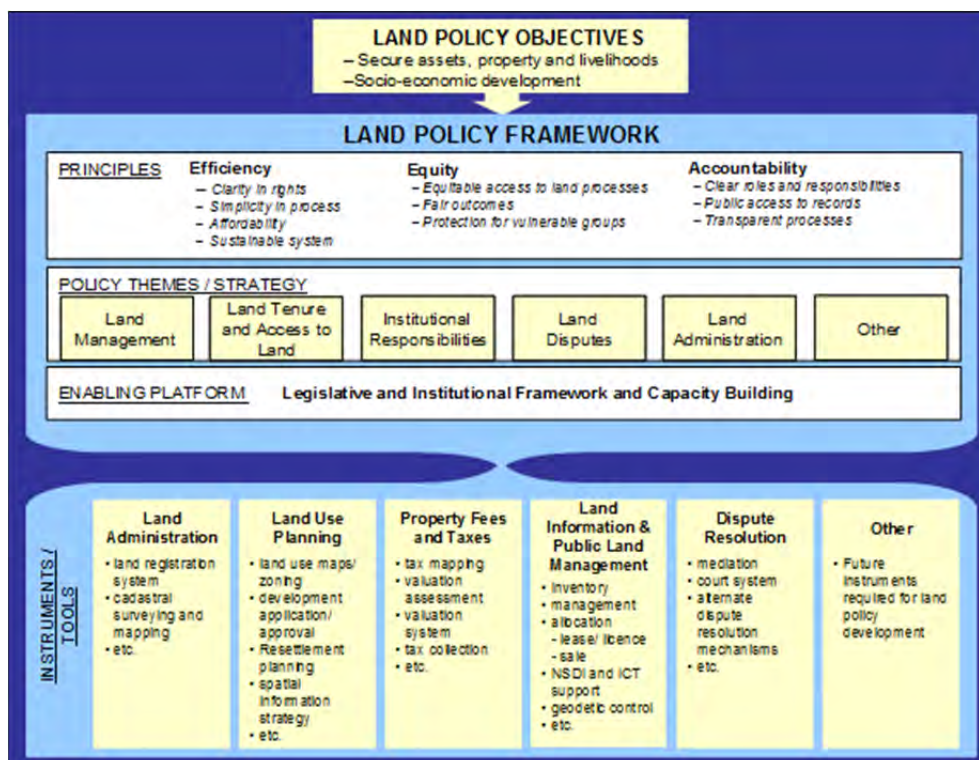 LAND POLICY OBJECTIVES
– Secure assets, property and livelihoods
–Socio-economic development
LAND POLICY FRAMEWORK
PRINCIPLES
Efficiency
– Clarity in rights
– Simplicity in process
– Affordability
– Sustainable system
Equity
– Equitable access to land processes
– Fair outcomes
– Protection for vulnerable groups
Accountability
– Clear roles and responsibilities
– Public access to records
– Transparent processes
POLICY THEMES / STRATEGY
Land
Management
Land Tenure
and Access to
Land
Institutional
Responsibilities
Land
Disputes
Land
Administration
Other
ENABLING PLATFORM
Legislative and Institutional Framework and Capacity Building
INSTRUMENTS/
TOOLS
Land
Administration
• land registration
system
• cadastral
surveying and
mapping
• etc.
Land Use
Planning
• land use maps/
zoning
• development
application/
approval
• Resettlement
planning
• spatial
information
strategy
• etc.
Property Fees
and Taxes
• tax mapping
• valuation
assessment
• valuation
system
• tax collection
• etc.
Land
Information &
Public Land
Management
• inventory
• management
• allocation
- lease/ licence
- sale
• NSDI and ICT
support
• geodetic control
• etc.
Dispute
Resolution
• mediation
• court system
• alternate
dispute
resolution
mechanisms
• etc.
Other
• Future
instruments
required for land
policy
development